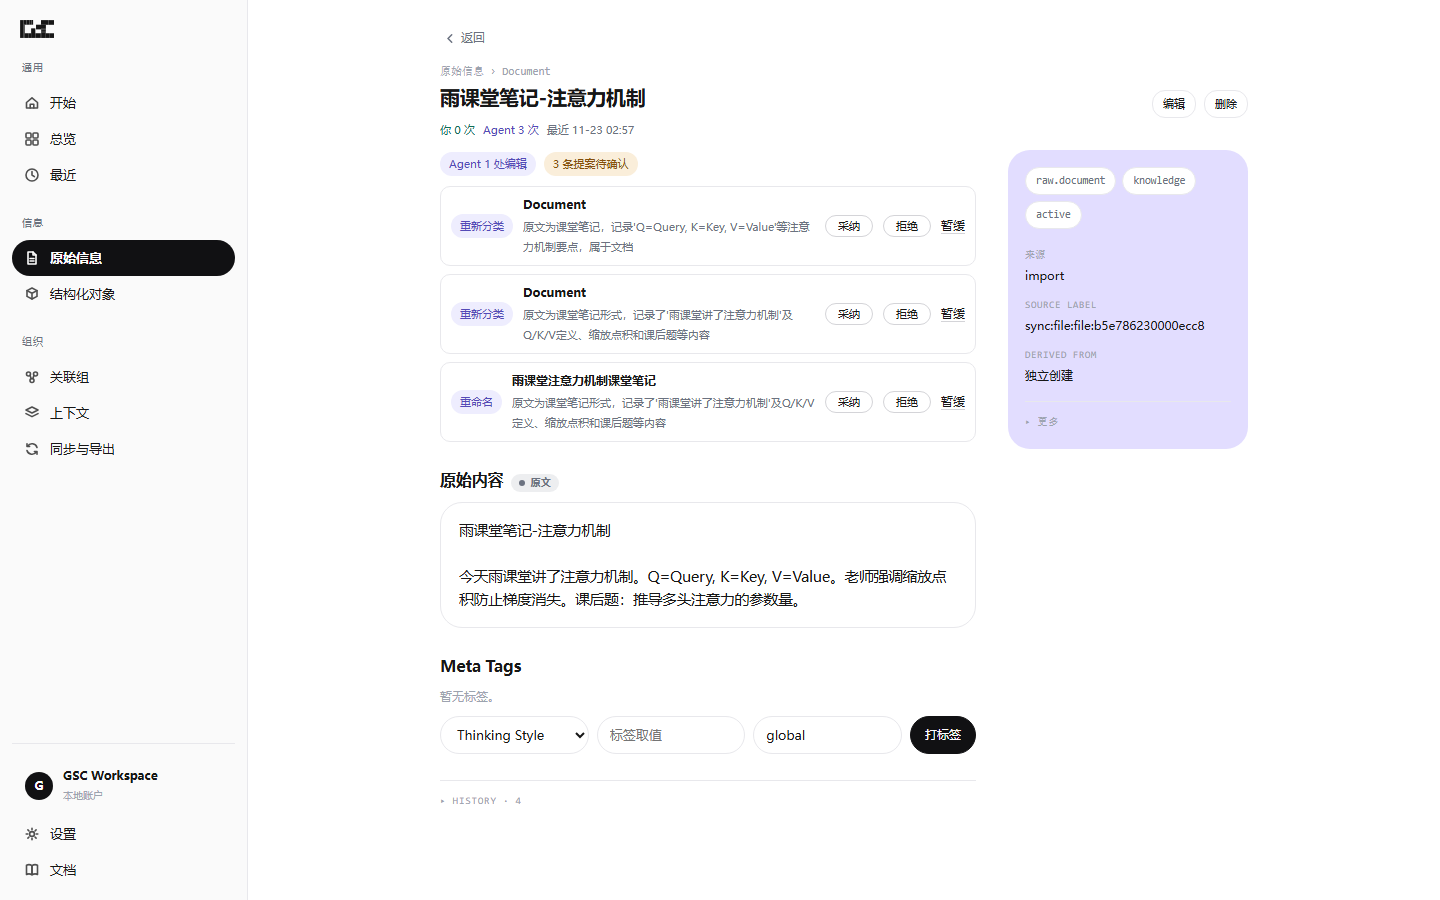 GSC
通用
开始
总览
最近
信息
原始信息
结构化对象
组织
关联组
上下文
同步与导出
G
GSC Workspace
本地账户
设置
文档
返回
原始信息 › Document
雨课堂笔记-注意力机制
编辑
删除
你 0 次 Agent 3 次 最近 11-23 02:57
Agent 1 处编辑
3 条提案待确认
重新分类
Document
原文为课堂笔记，记录'Q=Query, K=Key, V=Value'等注意
力机制要点，属于文档
采纳
拒绝
暂缓
重新分类
Document
原文为课堂笔记形式，记录了'雨课堂讲了注意力机制'及
Q/K/V定义、缩放点积和课后题等内容
采纳
拒绝
暂缓
重命名
雨课堂注意力机制课堂笔记
原文为课堂笔记形式，记录了'雨课堂讲了注意力机制'及Q/K/V
定义、缩放点积和课后题等内容
采纳
拒绝
暂缓
原始内容
原文
雨课堂笔记-注意力机制
今天雨课堂讲了注意力机制。Q=Query, K=Key, V=Value。老师强调缩放点
积防止梯度消失。课后题：推导多头注意力的参数量。
Meta Tags
暂无标签。
Thinking Style
标签取值
global
打标签
HISTORY · 4
raw.document
knowledge
active
来源
import
SOURCE LABEL
sync:file:file:b5e786230000ecc8
DERIVED FROM
独立创建
更多